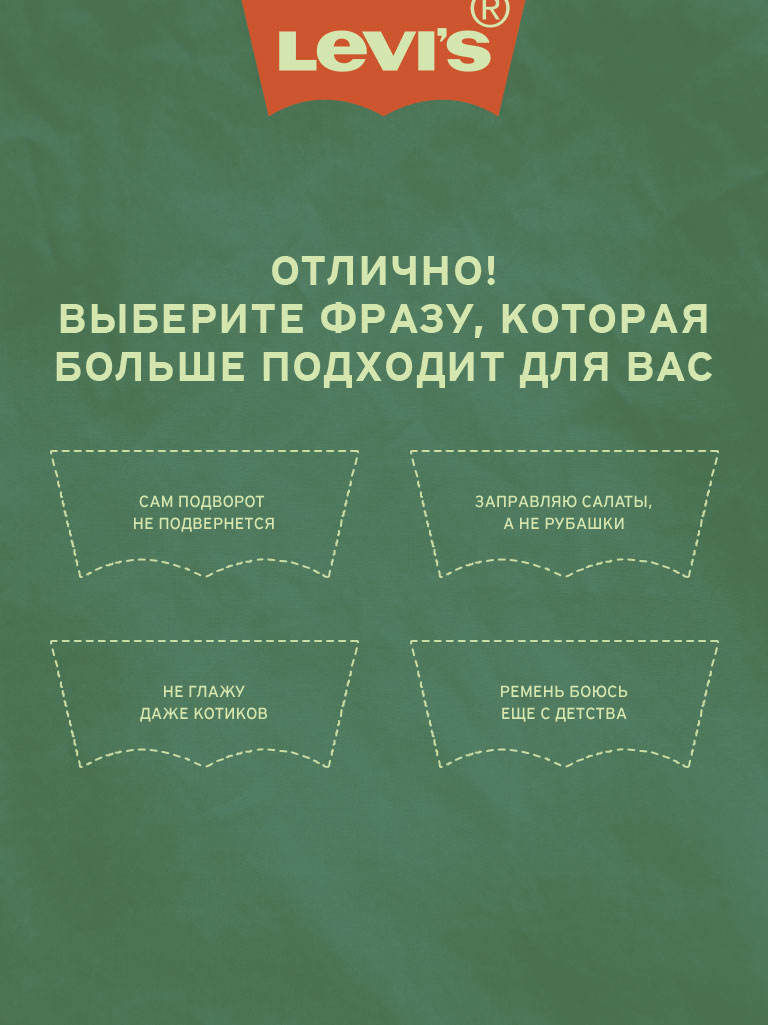 Levi's®
ОТЛИЧНО!
ВЫБЕРИТЕ ФРАЗУ, КОТОРАЯ
БОЛЬШЕ ПОДХОДИТ ДЛЯ ВАС
САМ ПОДВОРОТ
НЕ ПОДВЕРНЕТСЯ
ЗАПРАВЛЯЮ САЛАТЫ,
А НЕ РУБАШКИ
НЕ ГЛАЖУ
ДАЖЕ КОТИКОВ
РЕМЕНЬ БОЮСЬ
ЕЩЕ С ДЕТСТВА